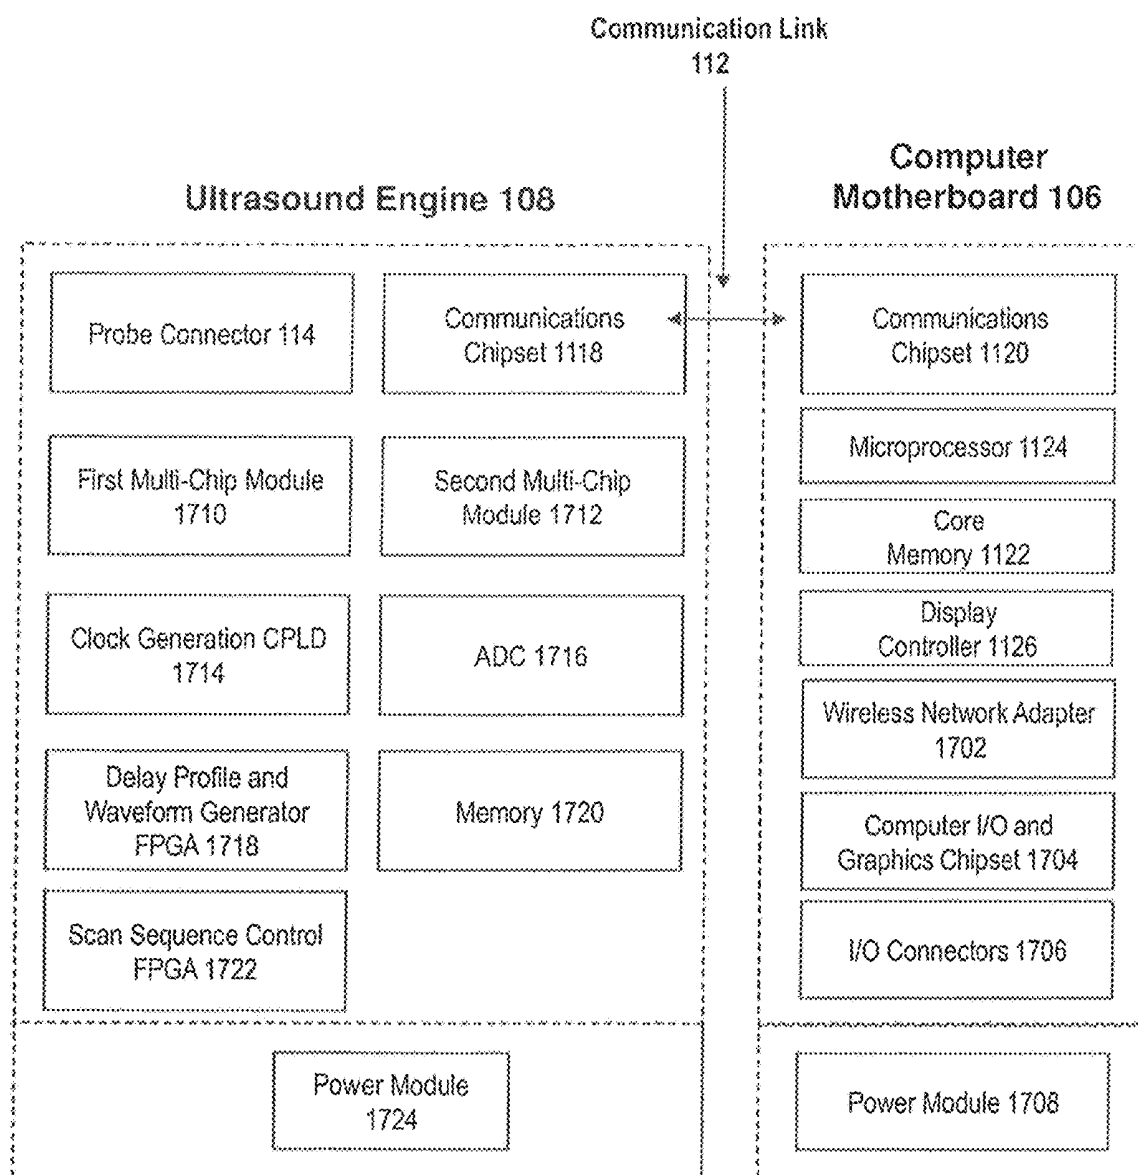 Communication Link
112
Ultrasound Engine 108
Computer
Motherboard 106
Probe Connector 114
Communications
Chipset 1118
First Multi-Chip Module
1710
Second Multi-Chip
Module 1712
Clock Generation CPLD
1714
ADC 1716
Delay Profile and
Waveform Generator
FPGA 1718
Memory 1720
Scan Sequence Control
FPGA 1722
Power Module
1724
Communications
Chipset 1120
Microprocessor 1124
Core
Memory 1122
Display
Controller 1126
Wireless Network Adapter
1702
Computer I/O and
Graphics Chipset 1704
I/O Connectors 1706
Power Module 1708